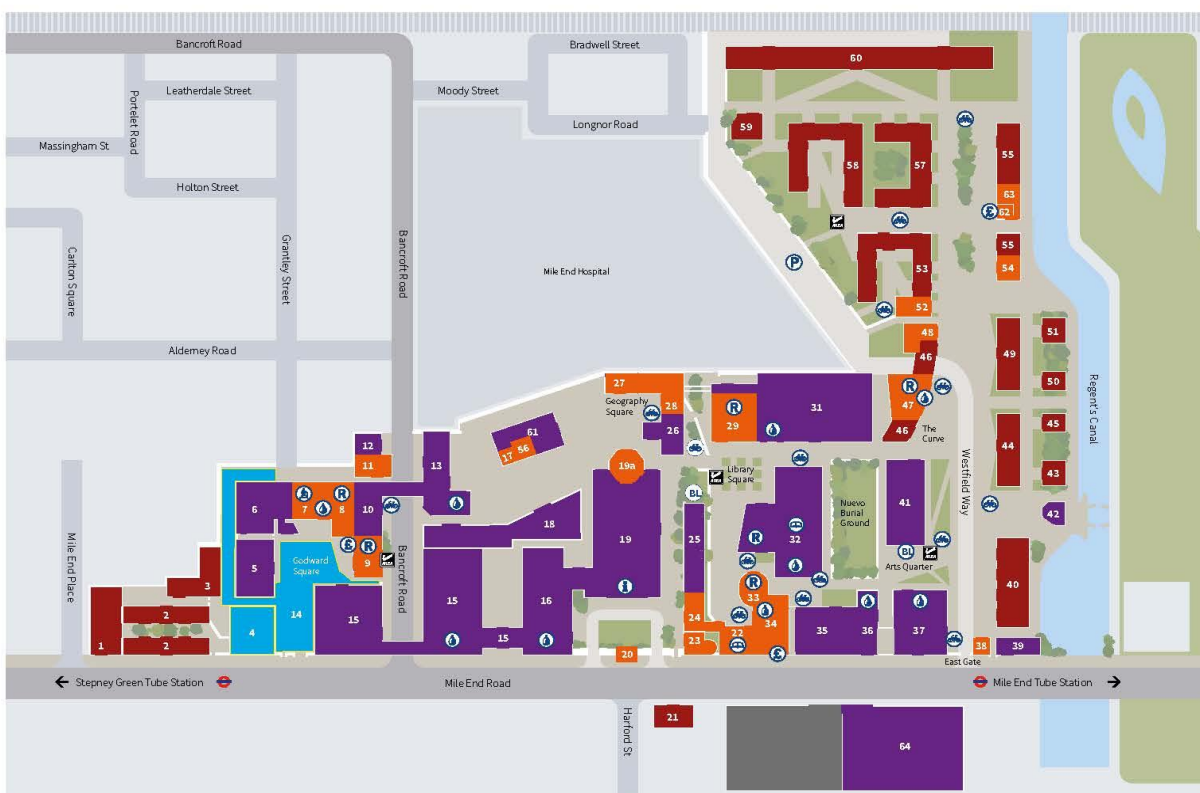 Bancroft Road
Bradwell Street
Leatherdale Street
Moody Street
Portelet Road
Longnor Road
Massingham St
Holton Street
Carlton Square
Grantley Street
Bancroft Road
Mile End Hospital
Alderney Road
60
59
58
57
55
63
£
62
P
53
55
54
52
48
46
49
51
50
Regent's Canal
27
Geography
Square
28
26
R
29
31
R
47
46
The
Curve
44
45
43
42
Westfield Way
61
17
56
12
11
13
19a
Library
Square
BL
Nuevo
Burial
Ground
41
BL
Arts Quarter
6
7
R
8
10
£
R
9
Godward
Square
5
Bancroft Road
18
19
i
25
R
32
3
2
2
1
Mile End Place
4
14
15
15
15
16
R
33
34
24
22
23
£
20
35
36
37
40
38
39
East Gate
Stepney Green Tube Station
Mile End Road
Mile End Tube Station
Harford St
21
64